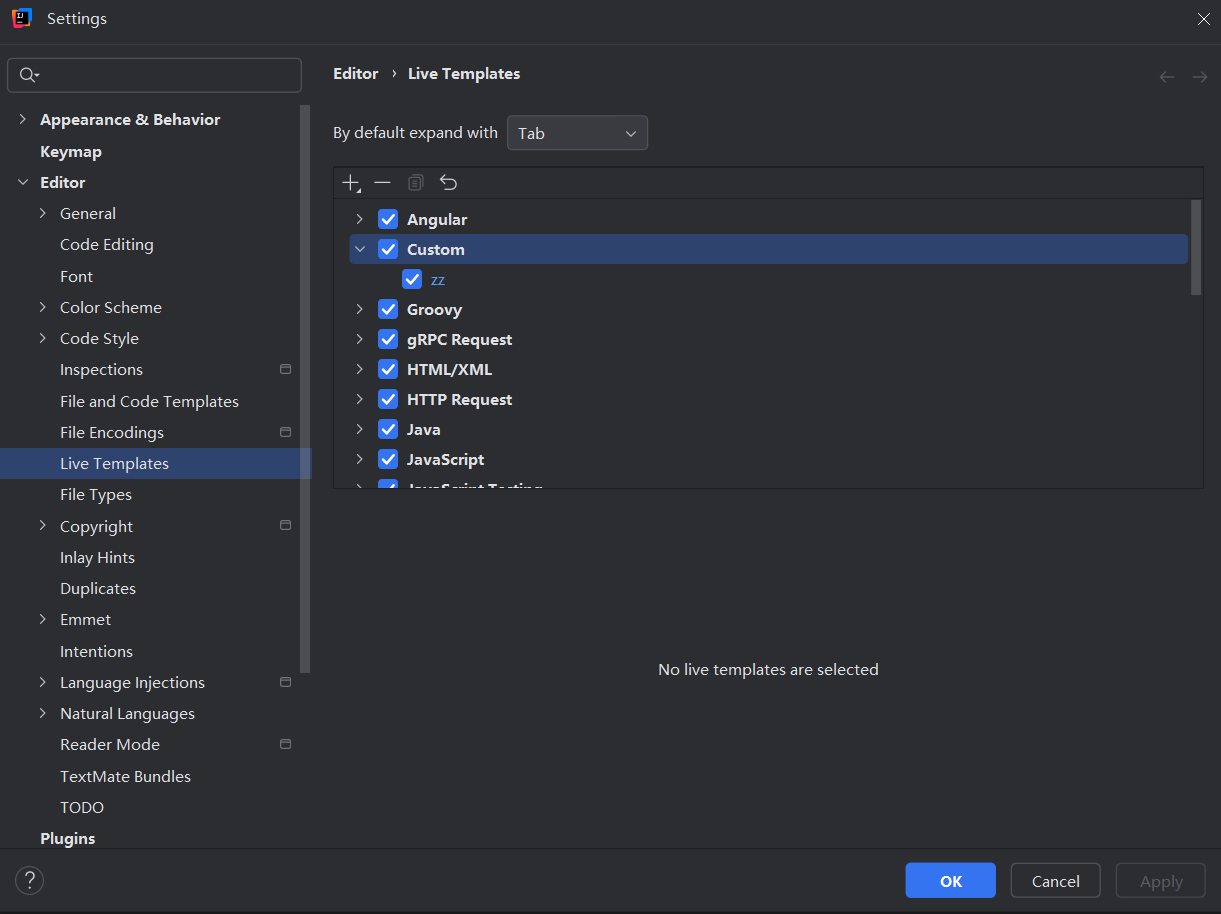 Settings
Editor › Live Templates
Appearance & Behavior
Keymap
Editor
General
Code Editing
Font
Color Scheme
Code Style
Inspections
File and Code Templates
File Encodings
Live Templates
File Types
Copyright
Inlay Hints
Duplicates
Emmet
Intentions
Language Injections
Natural Languages
Reader Mode
TextMate Bundles
TODO
Plugins
By default expand with Tab
Angular
Custom
zz
Groovy
gRPC Request
HTML/XML
HTTP Request
Java
JavaScript
JavaScript Testing
No live templates are selected
? OK Cancel Apply